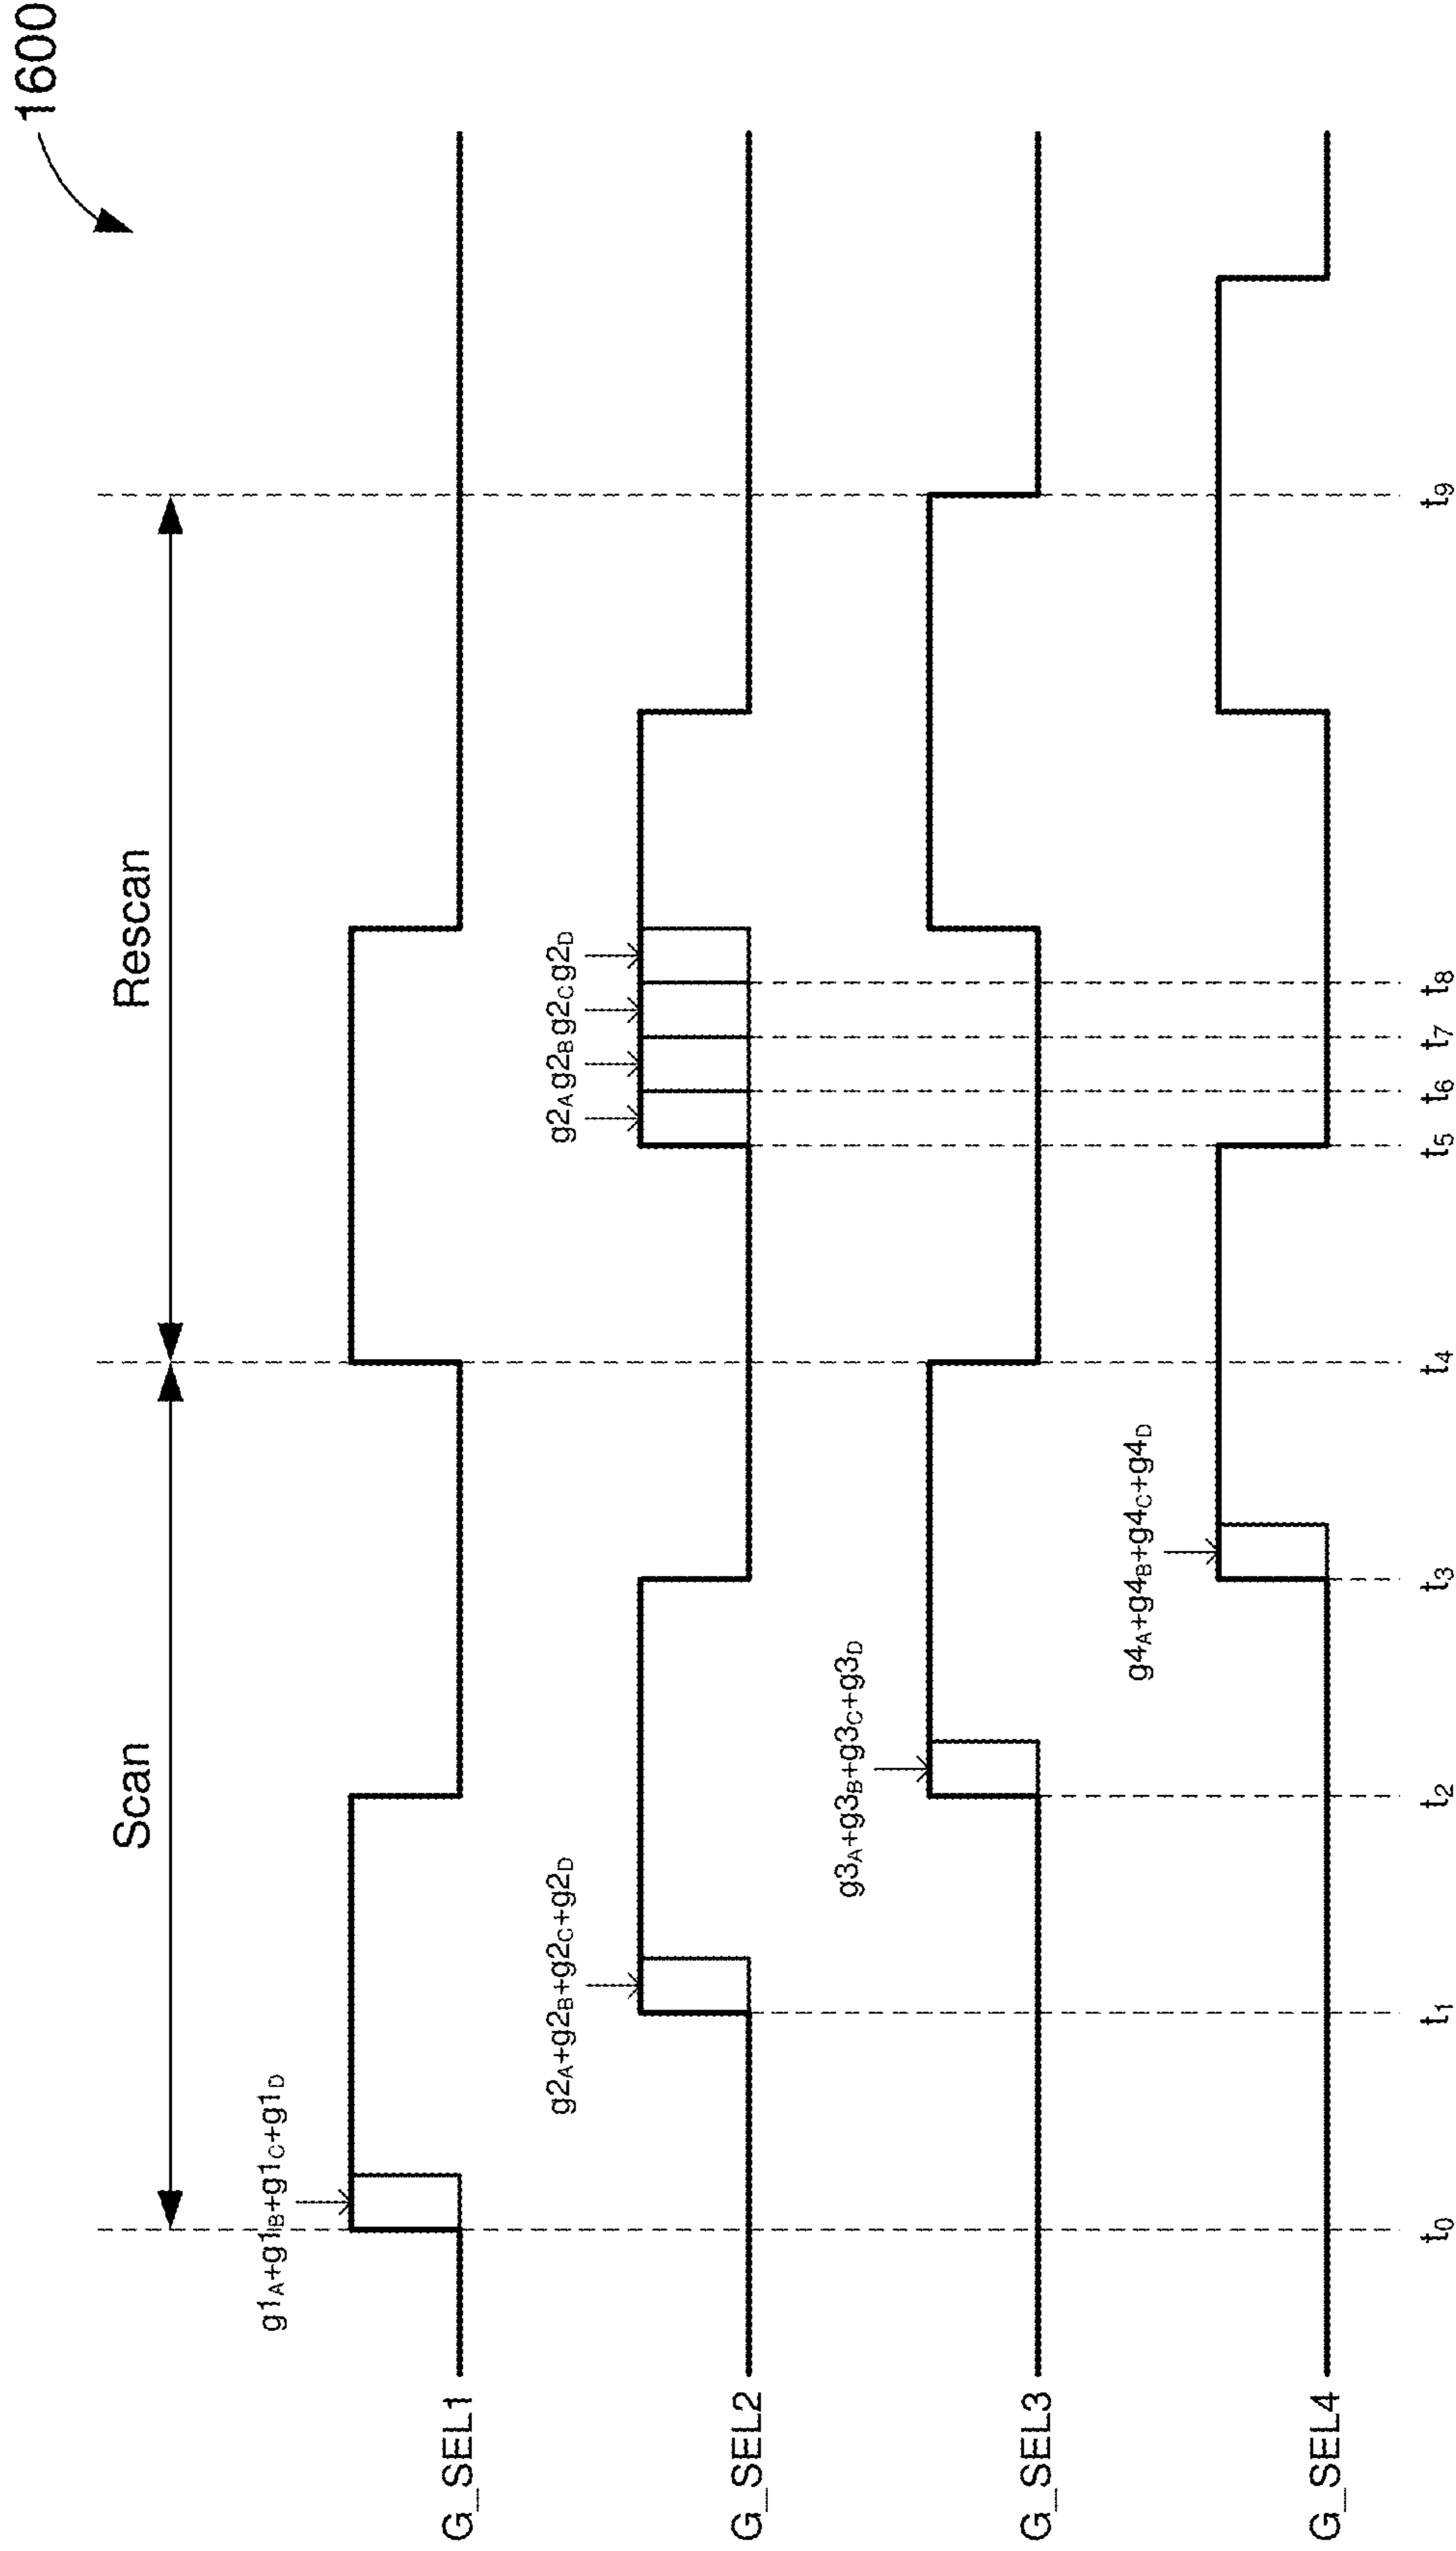 1600
Scan
Rescan
g1A+g1B+g1C+g1D
G_SEL1
g2A+g2B+g2C+g2D
g2A g2B g2C g2D
G_SEL2
g3A+g3B+g3C+g3D
G_SEL3
g4A+g4B+g4C+g4D
G_SEL4
t0 t1 t2 t3 t4 t5 t6 t7 t8 t9